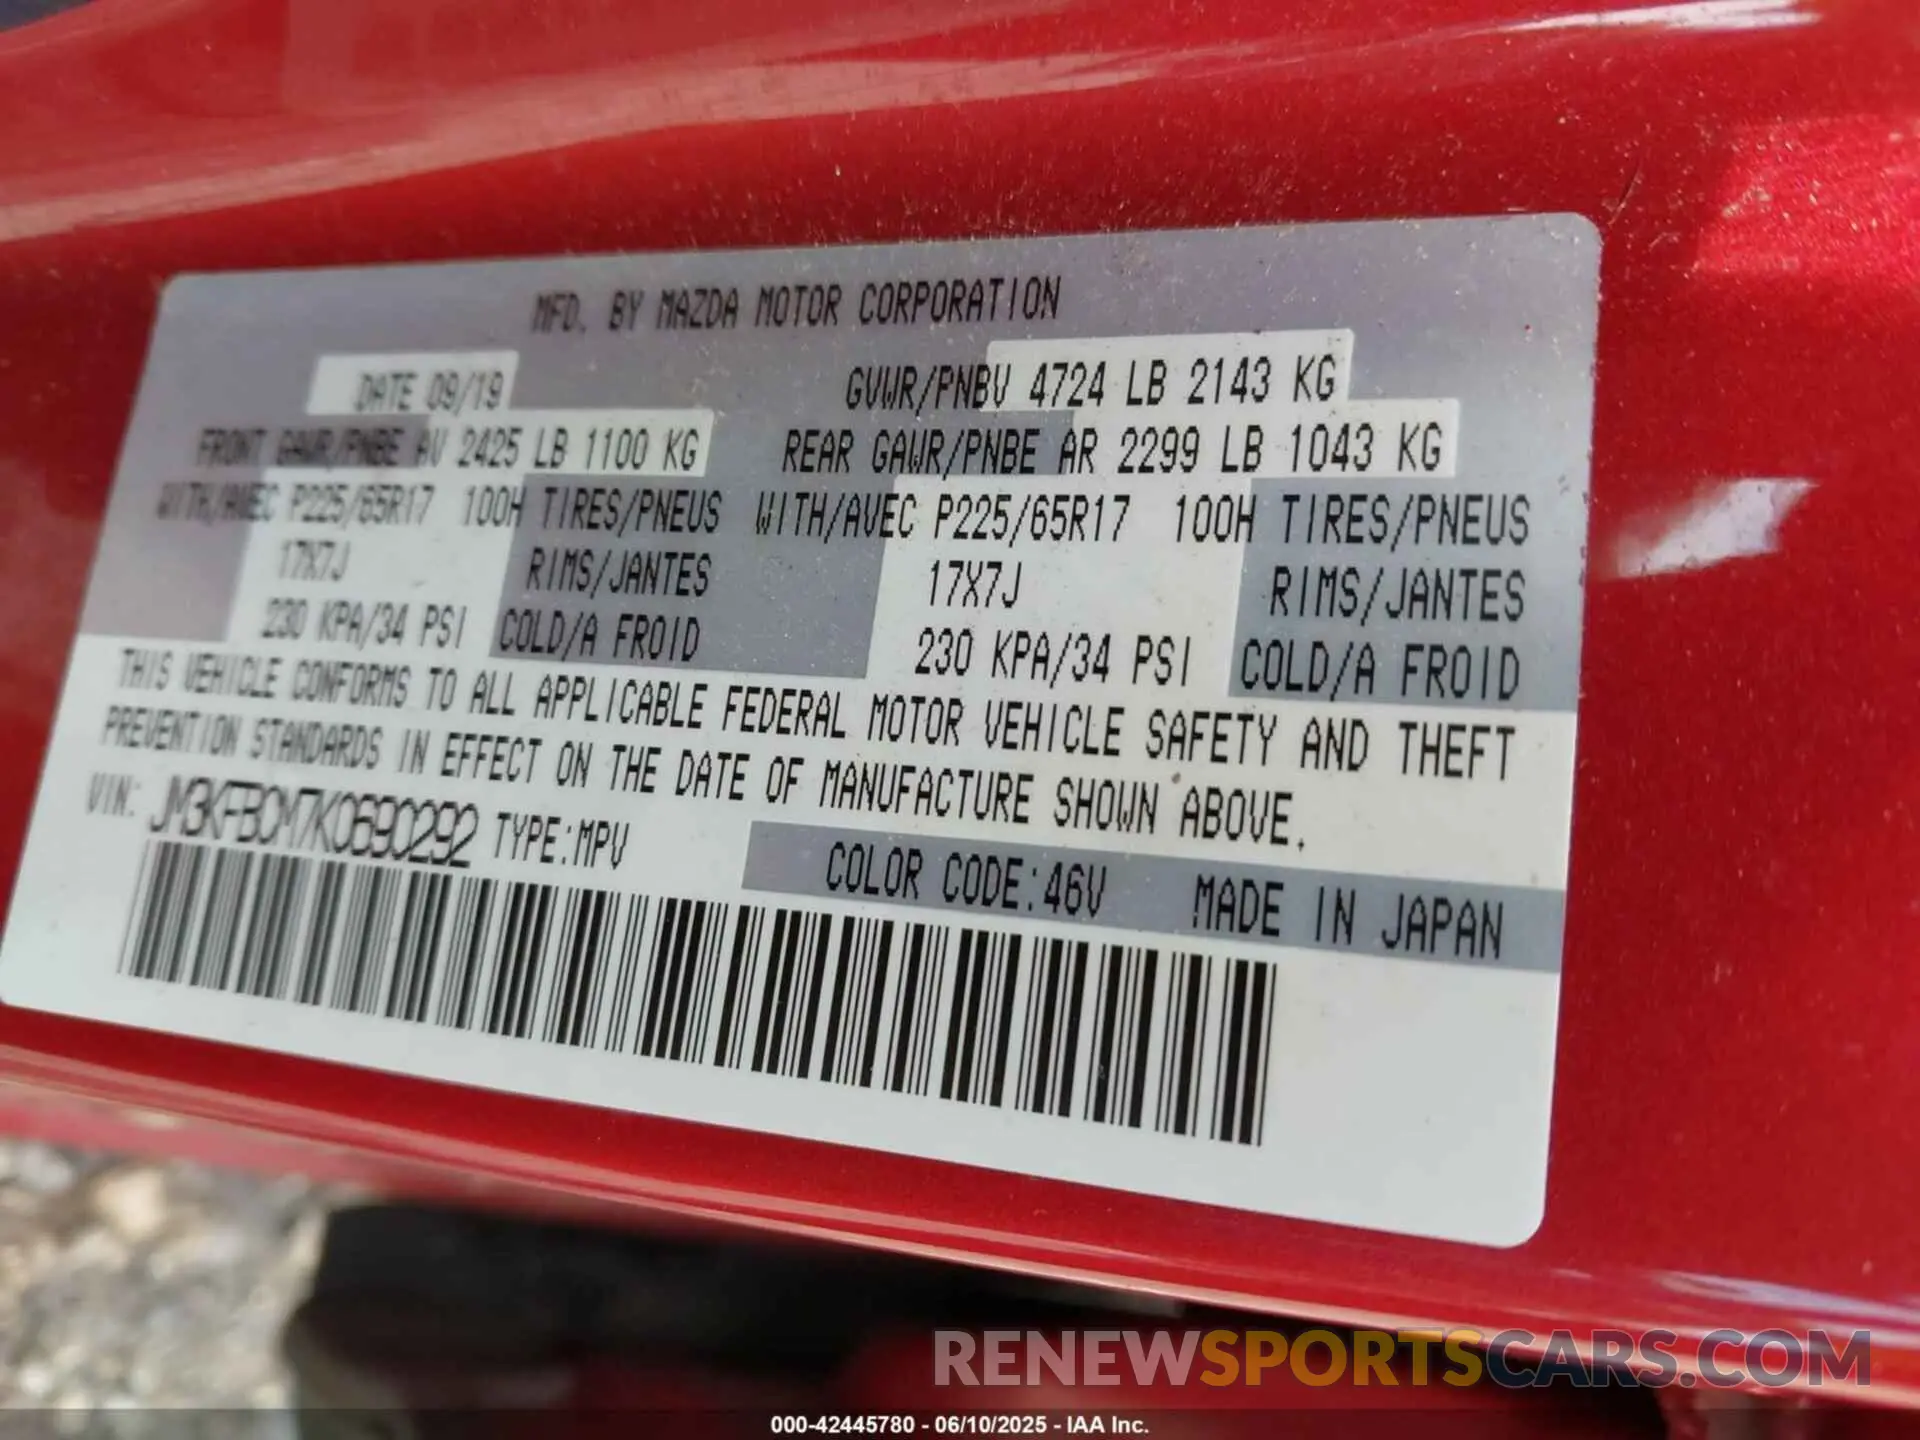 MFD. BY MAZDA MOTOR CORPORATION
DATE 09/19 GVWR/PNBV 4724 LB 2143 KG
FRONT GAWR/PNBE AV 2425 LB 1100 KG REAR GAWR/PNBE AR 2299 LB 1043 KG
WITH/AVEC P225/65R17 100H TIRES/PNEUS WITH/AVEC P225/65R17 100H TIRES/PNEUS
17X7J RIMS/JANTES 17X7J RIMS/JANTES
230 KPA/34 PSI COLD/A FROID 230 KPA/34 PSI COLD/A FROID
THIS VEHICLE CONFORMS TO ALL APPLICABLE FEDERAL MOTOR VEHICLE SAFETY AND THEFT
PREVENTION STANDARDS IN EFFECT ON THE DATE OF MANUFACTURE SHOWN ABOVE.
VIN: JM3KFBCM7K0690292 TYPE:MPV
COLOR CODE:46V MADE IN JAPAN
RENEWSPORTSCARS.COM
000-42445780 - 06/10/2025 - IAA Inc.